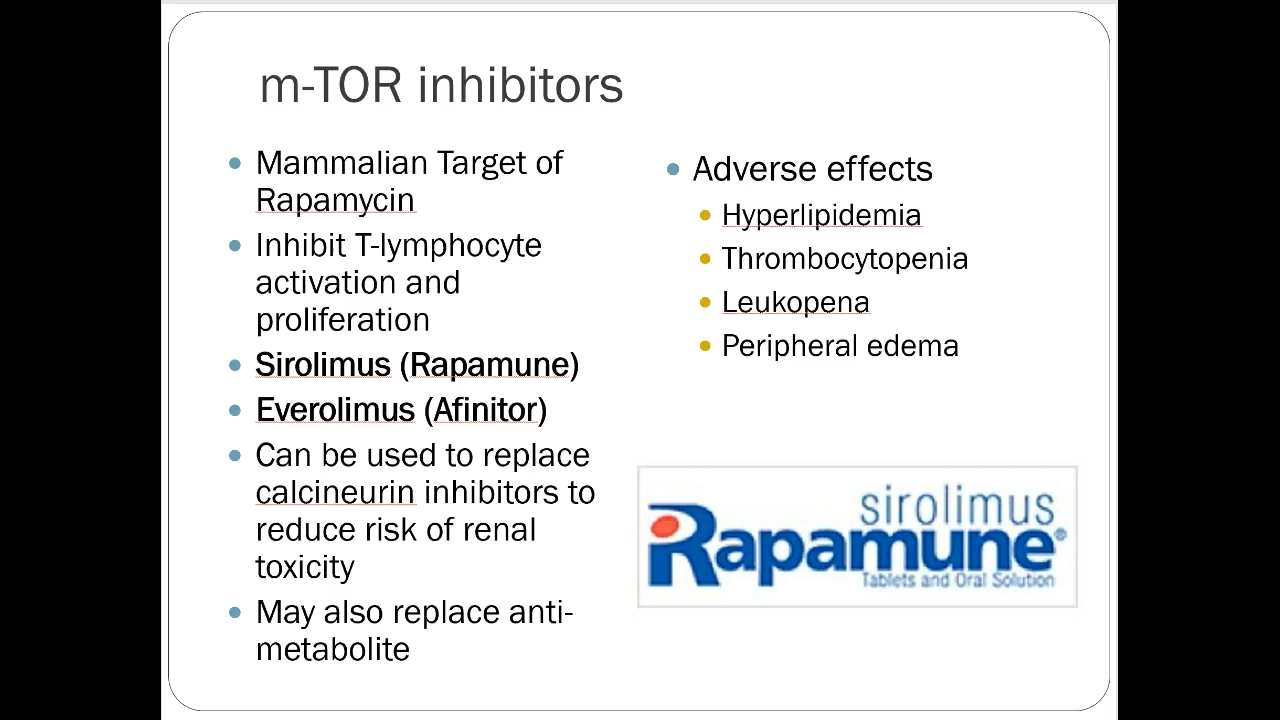 m-TOR inhibitors
Mammalian Target of
Rapamycin
Inhibit T-lymphocyte
activation and
proliferation
Sirolimus (Rapamune)
Everolimus (Afinitor)
Can be used to replace
calcineurin inhibitors to
reduce risk of renal
toxicity
May also replace anti-
metabolite
Adverse effects
Hyperlipidemia
Thrombocytopenia
Leukopena
Peripheral edema
sirolimus
Rapamune®
Tablets and Oral Solution